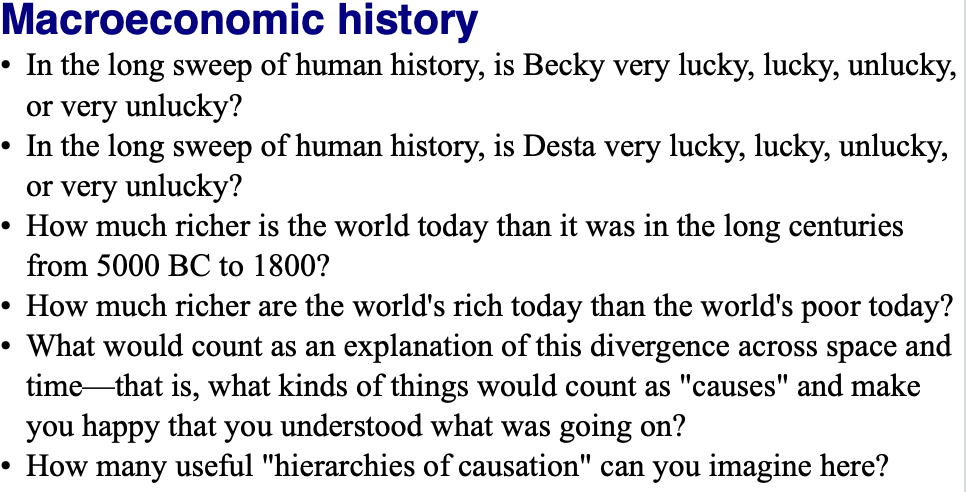 Macroeconomic history
• In the long sweep of human history, is Becky very lucky, lucky, unlucky,
or very unlucky?
• In the long sweep of human history, is Desta very lucky, lucky, unlucky,
or very unlucky?
• How much richer is the world today than it was in the long centuries
from 5000 BC to 1800?
• How much richer are the world's rich today than the world's poor today?
• What would count as an explanation of this divergence across space and
time—that is, what kinds of things would count as "causes" and make
you happy that you understood what was going on?
• How many useful "hierarchies of causation" can you imagine here?